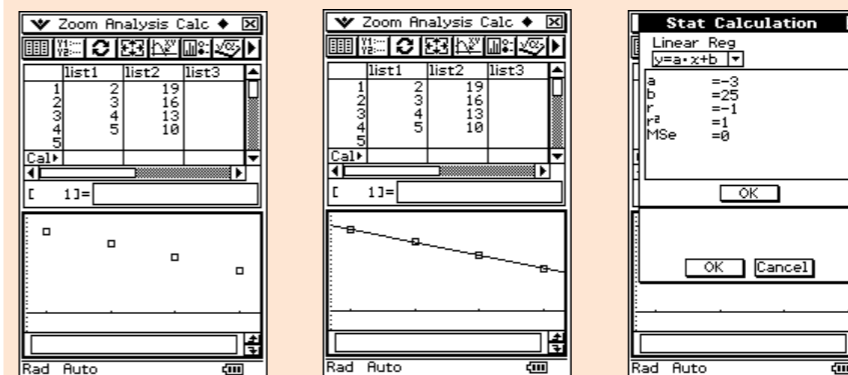 Zoom Analysis Calc ◆
list1 list2 list3
1 2 19
2 3 16
3 4 13
4 5 10
5
Cal▸
[ 1]=
Rad Auto
Zoom Analysis Calc ◆
list1 list2 list3
1 2 19
2 3 16
3 4 13
4 5 10
5
Cal▸
[ 1]=
Rad Auto
Stat Calculation
Linear Reg
y=a·x+b
a =-3
b =25
r =-1
r² =1
MSe =0
OK
OK Cancel
Rad Auto